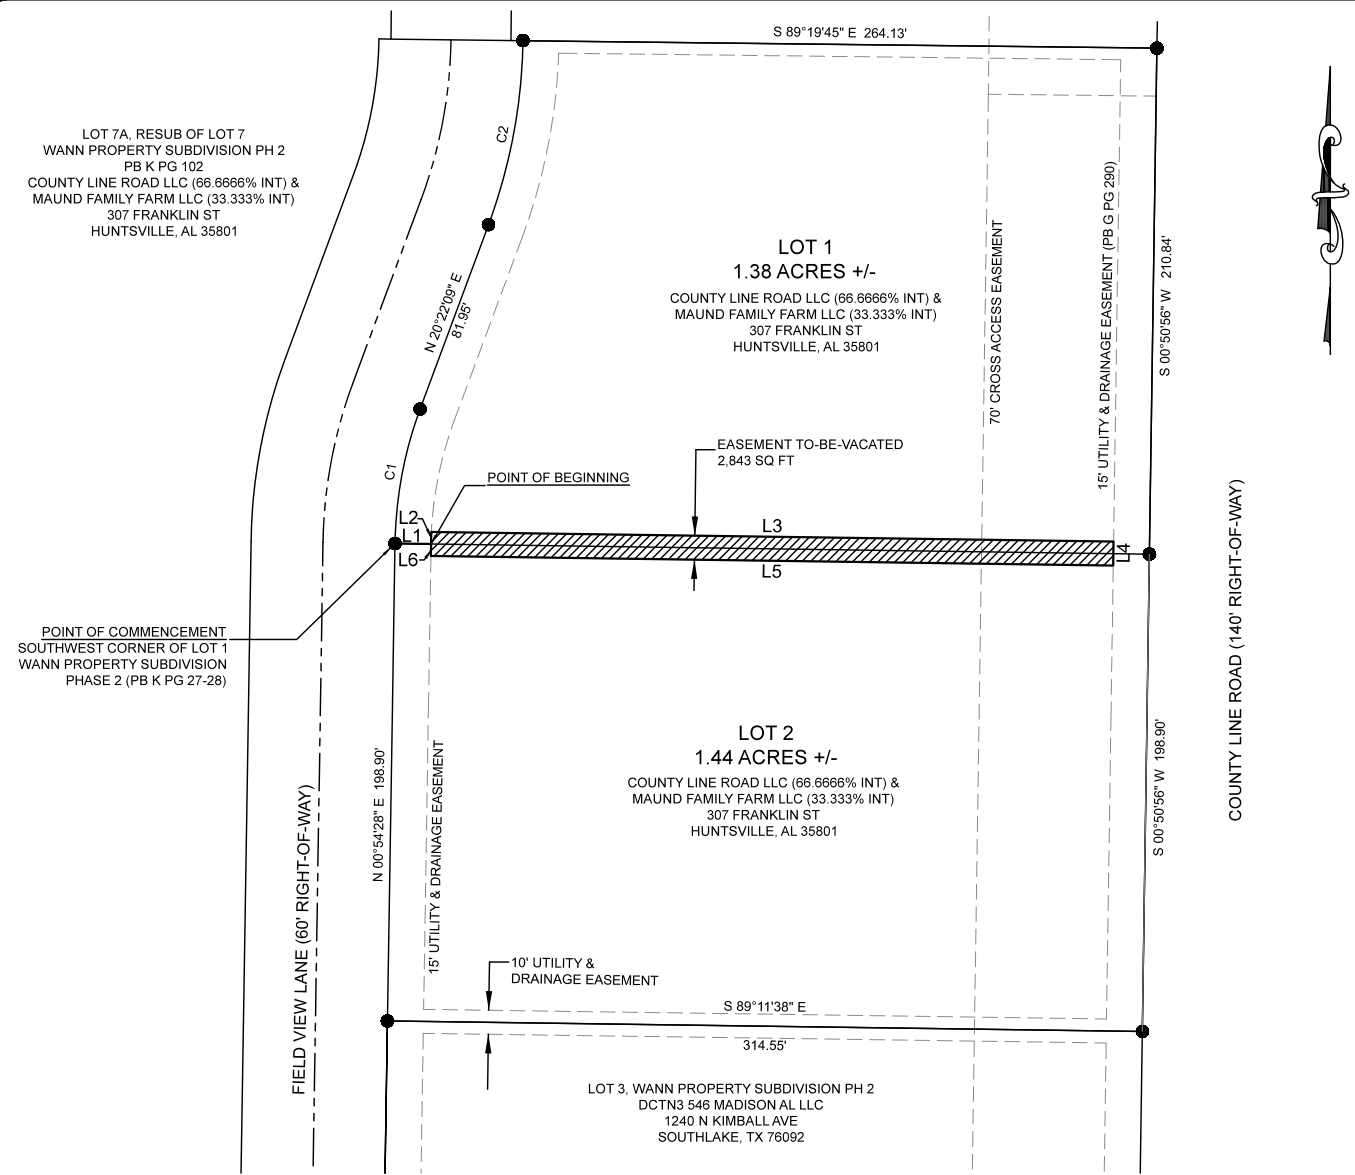 S 89°19'45" E 264.13'
C2
LOT 7A, RESUB OF LOT 7
WANN PROPERTY SUBDIVISION PH 2
PB K PG 102
COUNTY LINE ROAD LLC (66.6666% INT) &
MAUND FAMILY FARM LLC (33.333% INT)
307 FRANKLIN ST
HUNTSVILLE, AL 35801
LOT 1
1.38 ACRES +/-
COUNTY LINE ROAD LLC (66.6666% INT) &
MAUND FAMILY FARM LLC (33.333% INT)
307 FRANKLIN ST
HUNTSVILLE, AL 35801
70' CROSS ACCESS EASEMENT
15' UTILITY & DRAINAGE EASEMENT (PB G PG 290)
S 00°50'56" W 210.84'
N 20°22'09" E
81.95'
C1
EASEMENT TO-BE-VACATED
2,843 SQ FT
POINT OF BEGINNING
L2
L1
L6
L3
L4
L5
POINT OF COMMENCEMENT
SOUTHWEST CORNER OF LOT 1
WANN PROPERTY SUBDIVISION
PHASE 2 (PB K PG 27-28)
COUNTY LINE ROAD (140' RIGHT-OF-WAY)
LOT 2
1.44 ACRES +/-
COUNTY LINE ROAD LLC (66.6666% INT) &
MAUND FAMILY FARM LLC (33.333% INT)
307 FRANKLIN ST
HUNTSVILLE, AL 35801
N 00°54'28" E 198.90'
15' UTILITY & DRAINAGE EASEMENT
S 00°50'56" W 198.90'
FIELD VIEW LANE (60' RIGHT-OF-WAY)
10' UTILITY &
DRAINAGE EASEMENT
S 89°11'38" E
314.55'
LOT 3, WANN PROPERTY SUBDIVISION PH 2
DCTN3 546 MADISON AL LLC
1240 N KIMBALL AVE
SOUTHLAKE, TX 76092